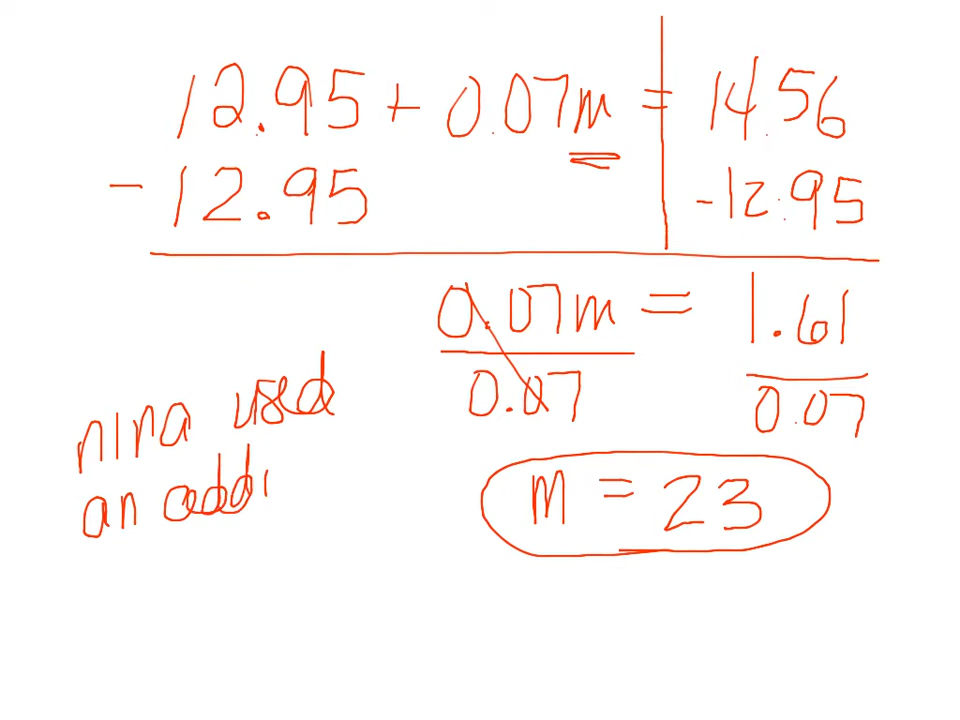 12.95 + 0.07m = 14.56
- 12.95 -12.95
0.07m = 1.61
0.07 0.07
nina used
an addi
m = 23